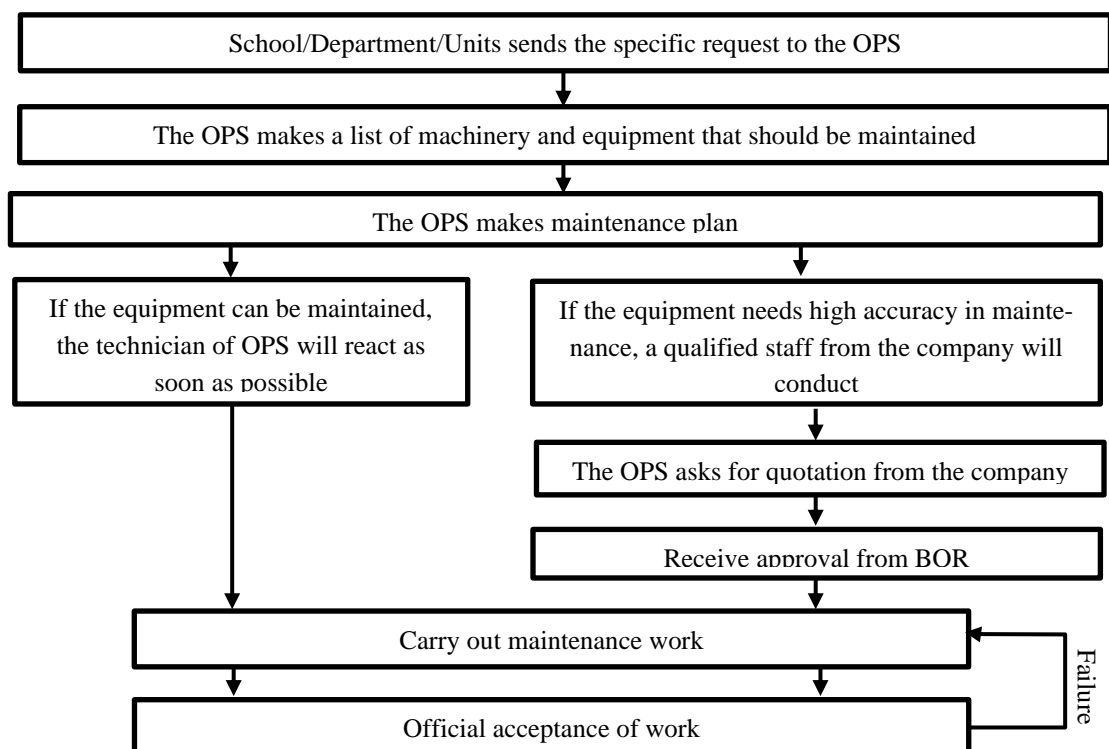 School/Department/Units sends the specific request to the OPS
The OPS makes a list of machinery and equipment that should be maintained
The OPS makes maintenance plan
If the equipment can be maintained,
the technician of OPS will react as
soon as possible
If the equipment needs high accuracy in mainte-
nance, a qualified staff from the company will
conduct
The OPS asks for quotation from the company
Receive approval from BOR
Carry out maintenance work
Failure
Official acceptance of work